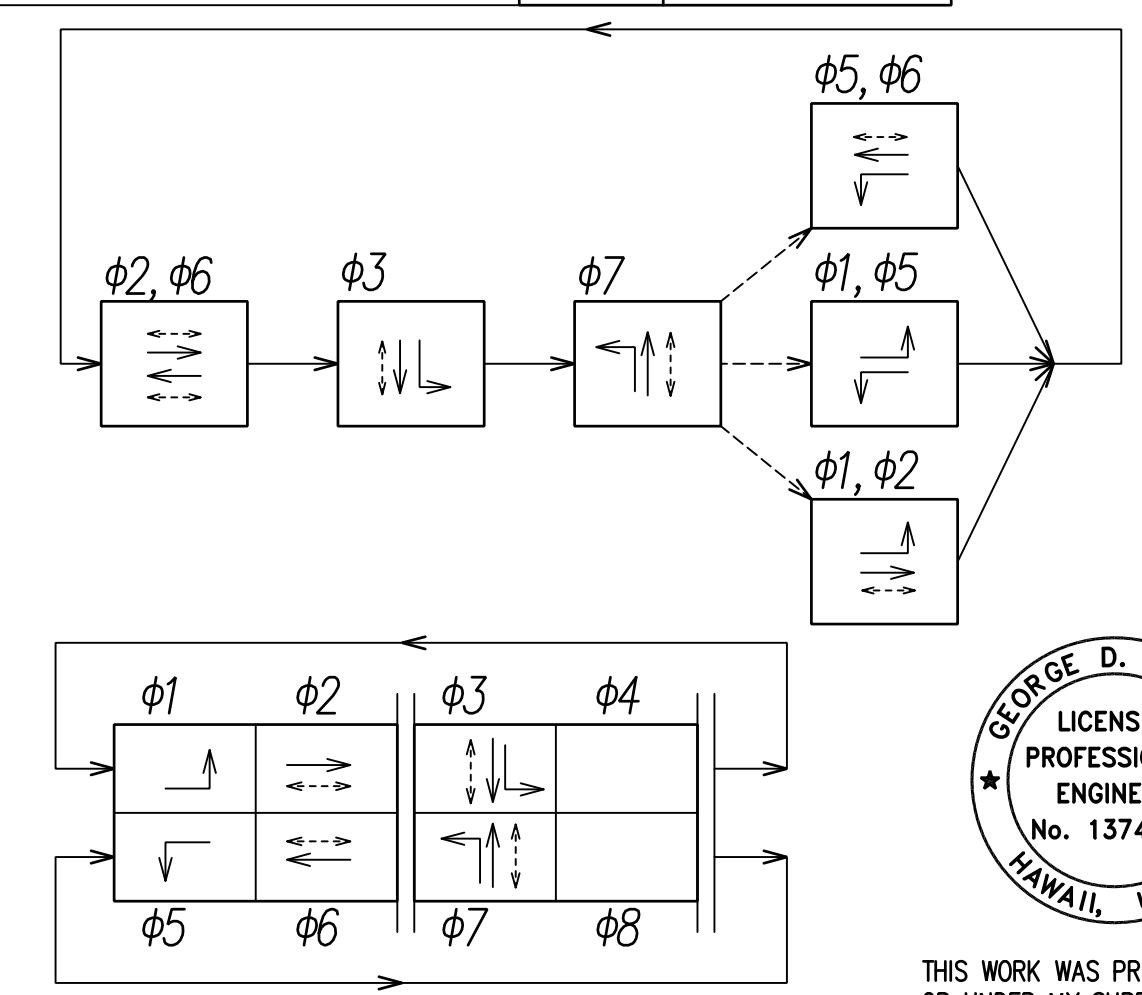 ϕ5, ϕ6
ϕ2, ϕ6
ϕ3
ϕ7
ϕ1, ϕ5
ϕ1, ϕ2
ϕ1
ϕ2
ϕ3
ϕ4
ϕ5
ϕ6
ϕ7
ϕ8
GEORGE D.
LICENS
PROFESSI
ENGINE
No. 1374
HAWAII,
THIS WORK WAS PR